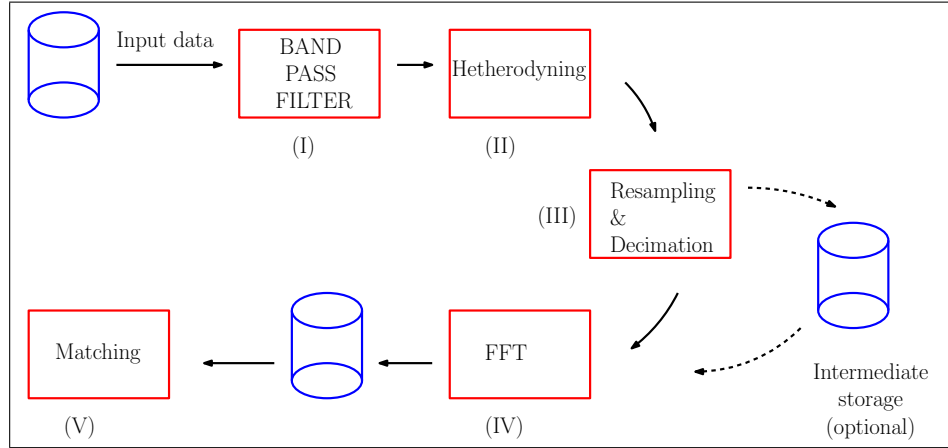 Input data
BAND
PASS
FILTER
(I)
Hetherodyning
(II)
Resampling
&
Decimation
(III)
Intermediate
storage
(optional)
FFT
(IV)
Matching
(V)